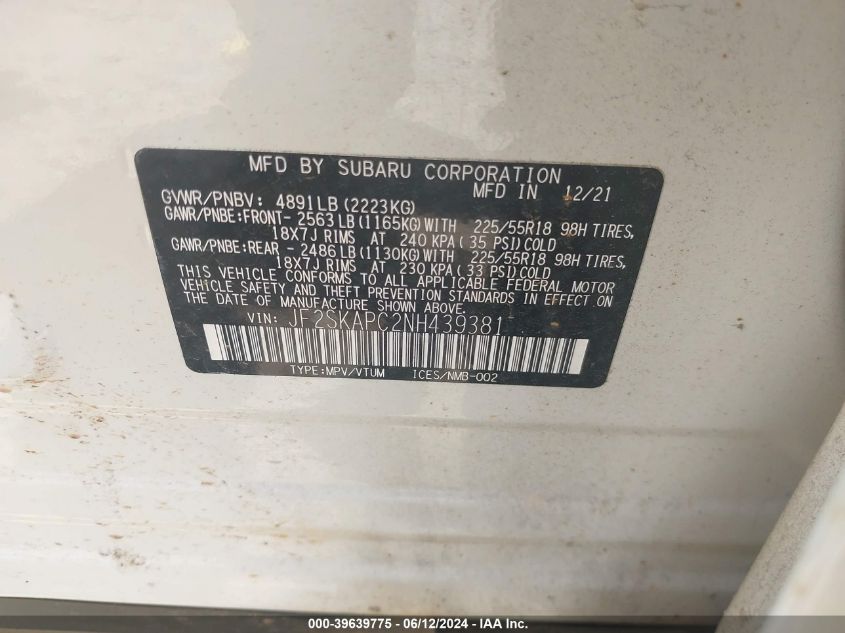 MFD BY SUBARU CORPORATION
MFD IN 12/21
GVWR/PNBV: 4891LB (2223KG)
GAWR/PNBE:FRONT- 2563LB(1165KG)WITH 225/55R18 98H TIRES,
18X7J RIMS AT 240 KPA( 35 PSI)COLD
GAWR/PNBE:REAR - 2486LB(1130KG)WITH 225/55R18 98H TIRES,
18X7J RIMS AT 230 KPA( 33 PSI)COLD
THIS VEHICLE CONFORMS TO ALL APPLICABLE FEDERAL MOTOR
VEHICLE SAFETY AND THEFT PREVENTION STANDARDS IN EFFECT ON
THE DATE OF MANUFACTURE SHOWN ABOVE.
VIN: JF2SKAPC2NH439381
TYPE:MPV/VTUM ICES/NMB-002
000-39639775 - 06/12/2024 - IAA Inc.